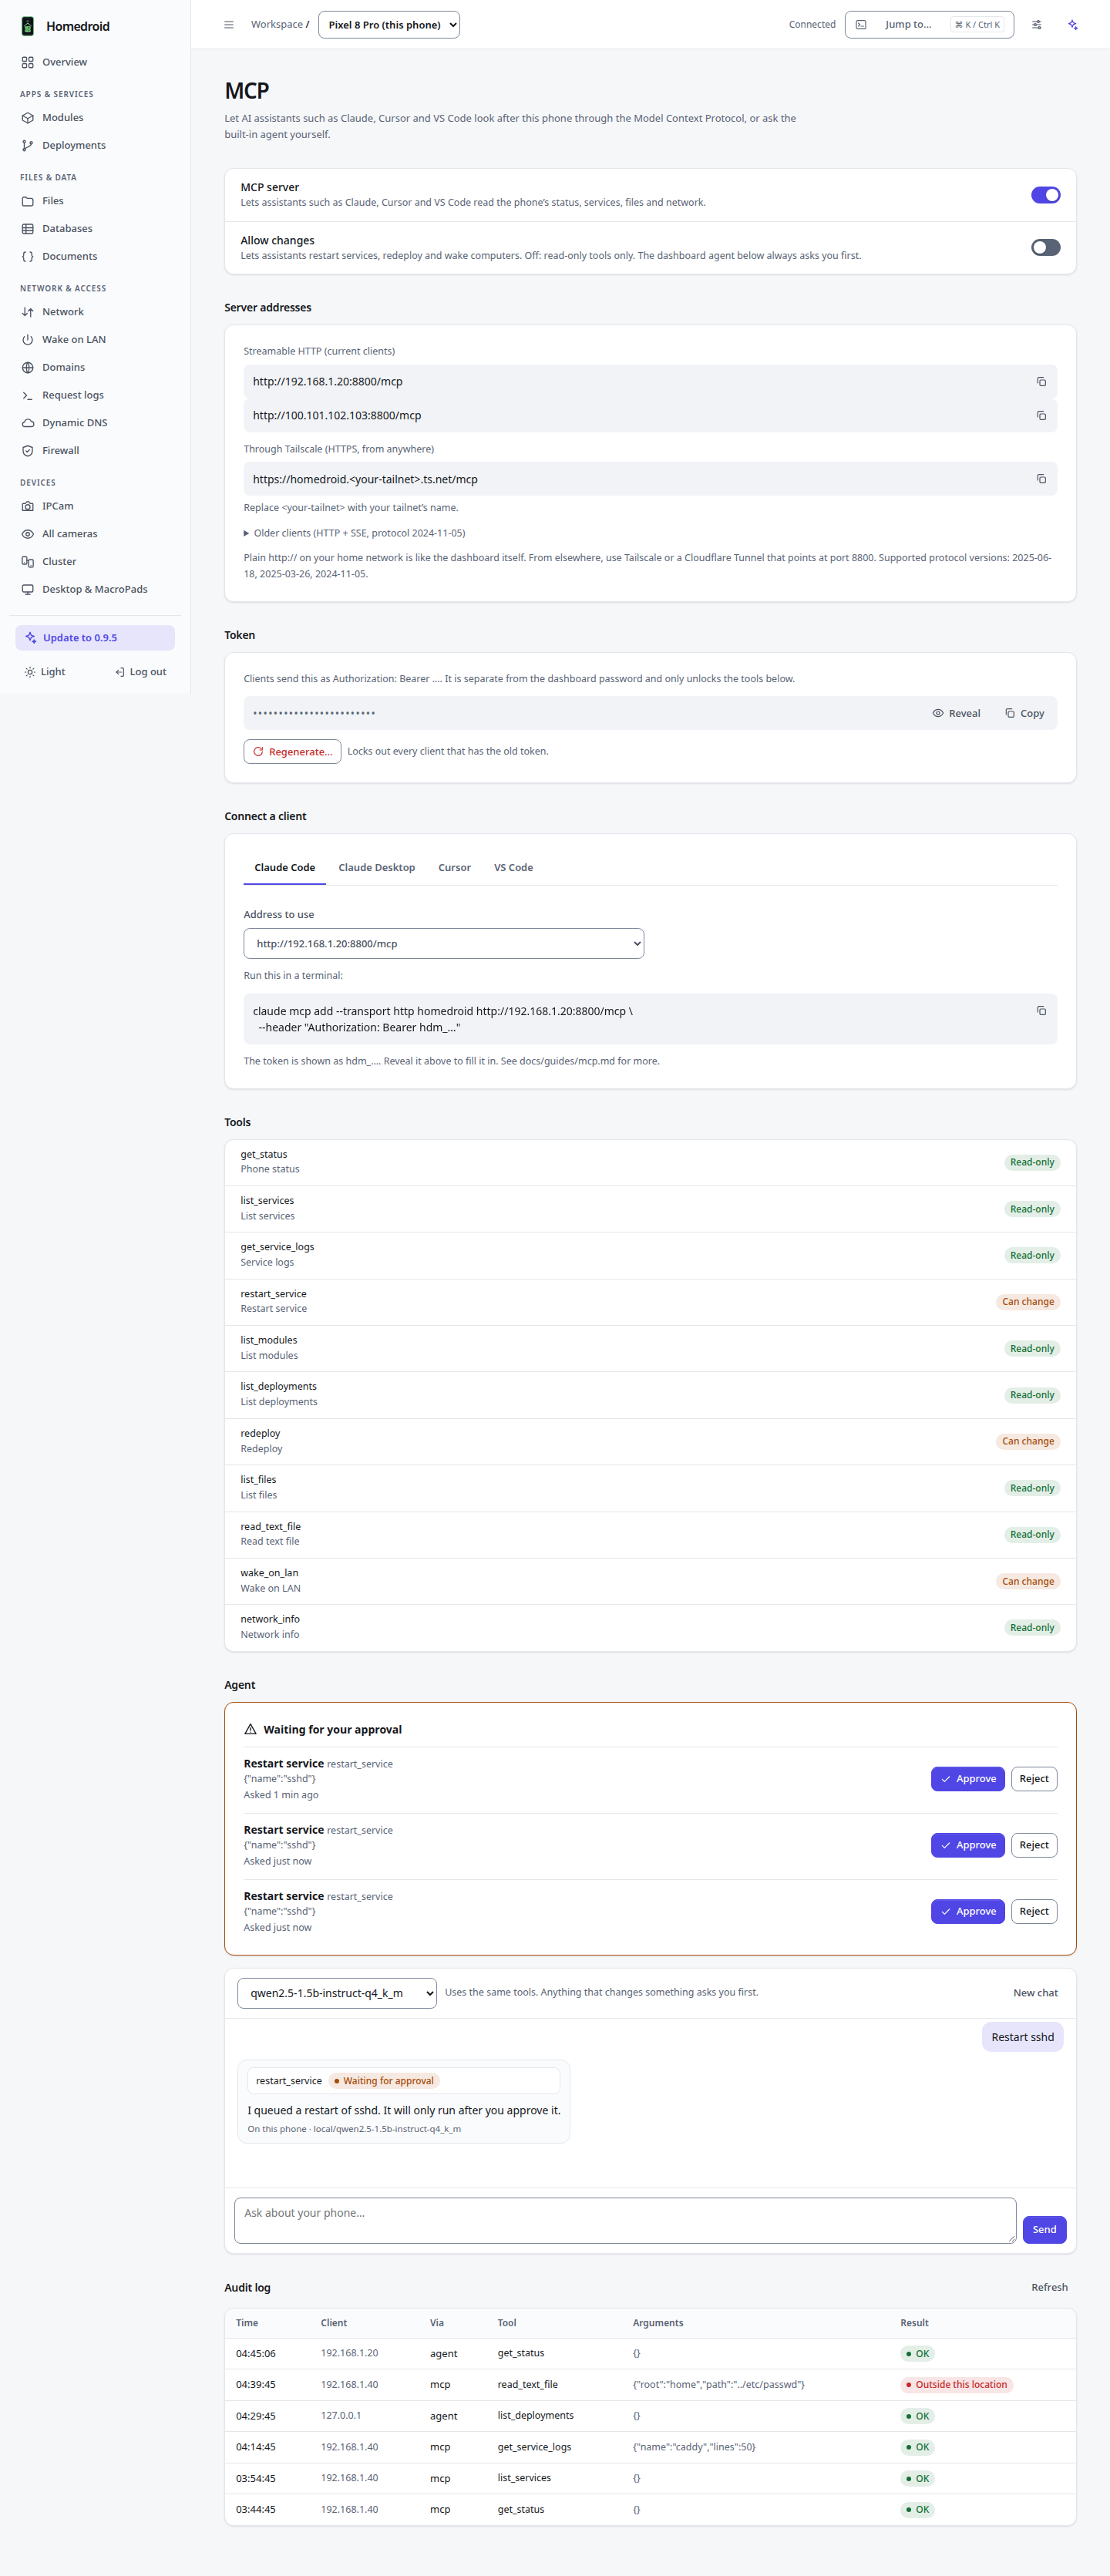 Homedroid
Overview
APPS & SERVICES
Modules
Deployments
FILES & DATA
Files
Databases
Documents
NETWORK & ACCESS
Network
Wake on LAN
Domains
Request logs
Dynamic DNS
Firewall
DEVICES
IPCam
All cameras
Cluster
Desktop & MacroPads
Update to 0.9.5
Light
Log out
Workspace /
Pixel 8 Pro (this phone)
Connected
Jump to...
⌘ K / Ctrl K
MCP
Let AI assistants such as Claude, Cursor and VS Code look after this phone through the Model Context Protocol, or ask the
built-in agent yourself.
MCP server
Lets assistants such as Claude, Cursor and VS Code read the phone's status, services, files and network.
Allow changes
Lets assistants restart services, redeploy and wake computers. Off: read-only tools only. The dashboard agent below always asks you first.
Server addresses
Streamable HTTP (current clients)
http://192.168.1.20:8800/mcp
http://100.101.102.103:8800/mcp
Through Tailscale (HTTPS, from anywhere)
https://homedroid.<your-tailnet>.ts.net/mcp
Replace <your-tailnet> with your tailnet's name.
Older clients (HTTP + SSE, protocol 2024-11-05)
Plain http:// on your home network is like the dashboard itself. From elsewhere, use Tailscale or a Cloudflare Tunnel that points at port 8800. Supported protocol versions: 2025-06-
18, 2025-03-26, 2024-11-05.
Token
Clients send this as Authorization: Bearer .... It is separate from the dashboard password and only unlocks the tools below.
••••••••••••••••••••••••
Reveal
Copy
Regenerate...
Locks out every client that has the old token.
Connect a client
Claude Code
Claude Desktop
Cursor
VS Code
Address to use
http://192.168.1.20:8800/mcp
Run this in a terminal:
claude mcp add --transport http homedroid http://192.168.1.20:8800/mcp \
--header "Authorization: Bearer hdm_..."
The token is shown as hdm_.... Reveal it above to fill it in. See docs/guides/mcp.md for more.
Tools
get_status
Phone status
Read-only
list_services
List services
Read-only
get_service_logs
Service logs
Read-only
restart_service
Restart service
Can change
list_modules
List modules
Read-only
list_deployments
List deployments
Read-only
redeploy
Redeploy
Can change
list_files
List files
Read-only
read_text_file
Read text file
Read-only
wake_on_lan
Wake on LAN
Can change
network_info
Network info
Read-only
Agent
Waiting for your approval
Restart service restart_service
{"name":"sshd"}
Asked 1 min ago
Approve
Reject
Restart service restart_service
{"name":"sshd"}
Asked just now
Approve
Reject
Restart service restart_service
{"name":"sshd"}
Asked just now
Approve
Reject
qwen2.5-1.5b-instruct-q4_k_m
Uses the same tools. Anything that changes something asks you first.
New chat
Restart sshd
restart_service
Waiting for approval
I queued a restart of sshd. It will only run after you approve it.
On this phone · local/qwen2.5-1.5b-instruct-q4_k_m
Ask about your phone...
Send
Audit log
Refresh
Time Client Via Tool Arguments Result
04:45:06 192.168.1.20 agent get_status {} OK
04:39:45 192.168.1.40 mcp read_text_file {"root":"home","path":"../etc/passwd"} Outside this location
04:29:45 127.0.0.1 agent list_deployments {} OK
04:14:45 192.168.1.40 mcp get_service_logs {"name":"caddy","lines":50} OK
03:54:45 192.168.1.40 mcp list_services {} OK
03:44:45 192.168.1.40 mcp get_status {} OK